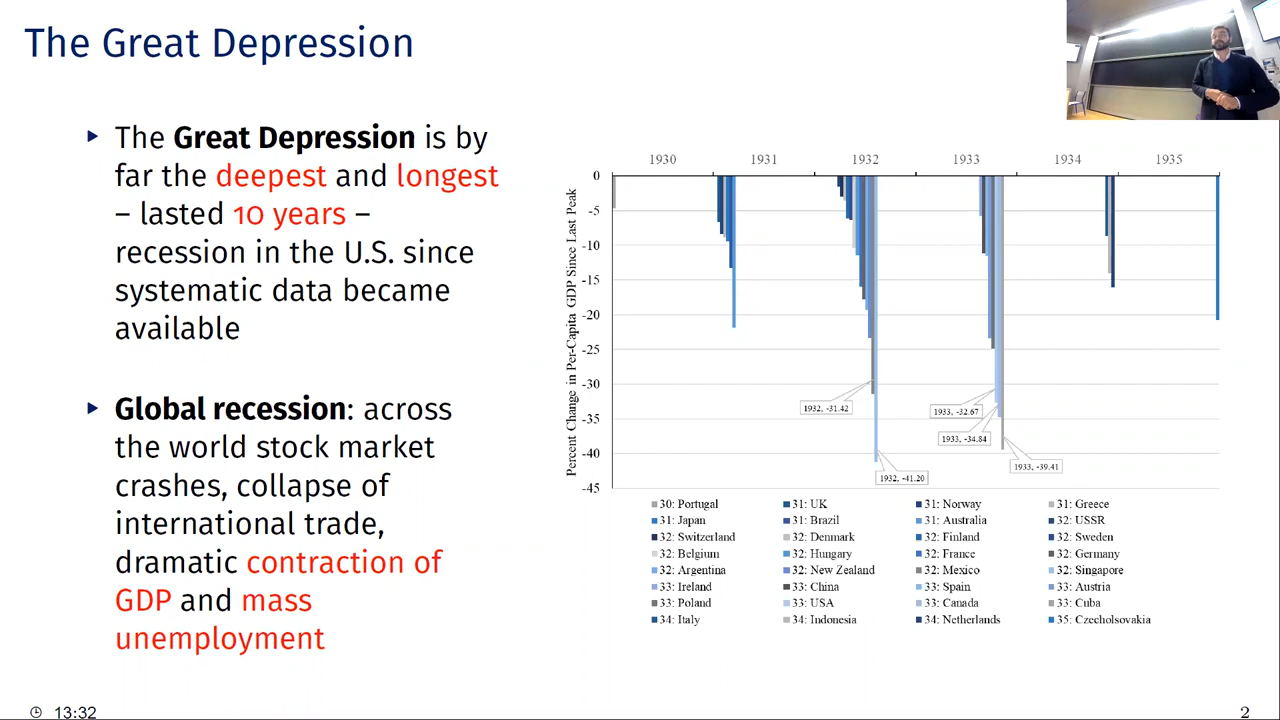 The Great Depression
The Great Depression is by
far the deepest and longest
– lasted 10 years –
recession in the U.S. since
systematic data became
available
Global recession: across
the world stock market
crashes, collapse of
international trade,
dramatic contraction of
GDP and mass
unemployment
1930 1931 1932 1933 1934 1935
Percent Change in Per-Capita GDP Since Last Peak
0
-5
-10
-15
-20
-25
-30
-35
-40
-45
1932, -31.42
1932, -41.20
1933, -32.67
1933, -34.84
1933, -39.41
30: Portugal 31: UK 31: Norway 31: Greece
31: Japan 31: Brazil 31: Australia 32: USSR
32: Switzerland 32: Denmark 32: Finland 32: Sweden
32: Belgium 32: Hungary 32: France 32: Germany
32: Argentina 32: New Zealand 32: Mexico 32: Singapore
33: Ireland 33: China 33: Spain 33: Austria
33: Poland 33: USA 33: Canada 33: Cuba
34: Italy 34: Indonesia 34: Netherlands 35: Czecholsovakia
13:32
2